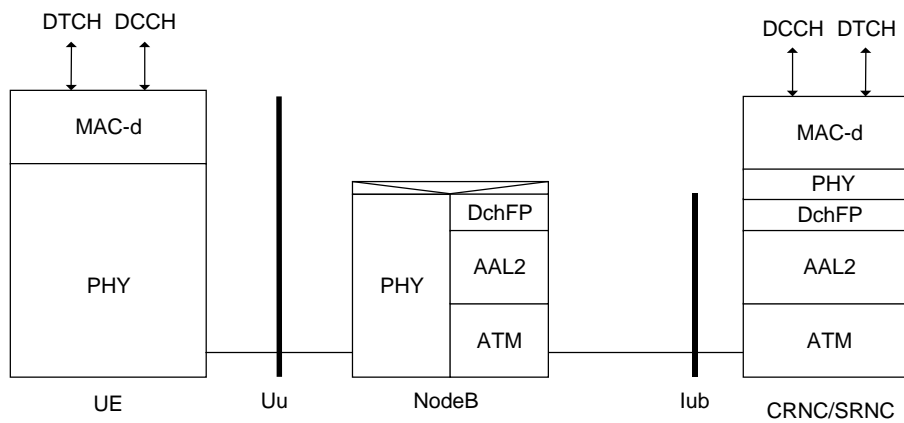 DTCH DCCH
DCCH DTCH
MAC-d
MAC-d
PHY
DchFP
DchFP
PHY
PHY
AAL2
AAL2
ATM
ATM
UE
Uu
NodeB
Iub
CRNC/SRNC